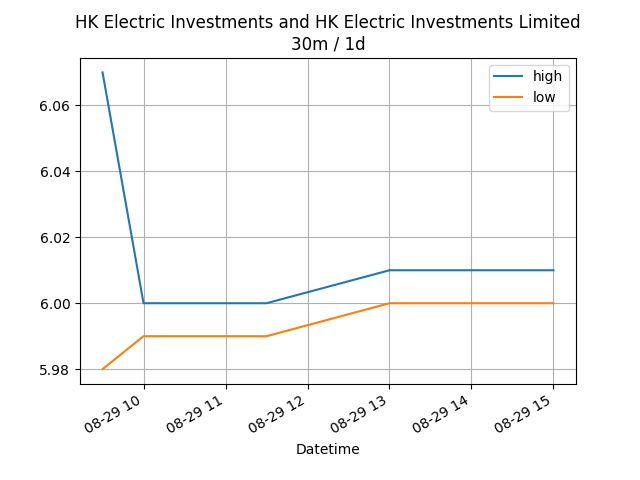 HK Electric Investments and HK Electric Investments Limited
30m / 1d
high
low
6.06
6.04
6.02
6.00
5.98
08-29 10
08-29 11
08-29 12
08-29 13
08-29 14
08-29 15
Datetime